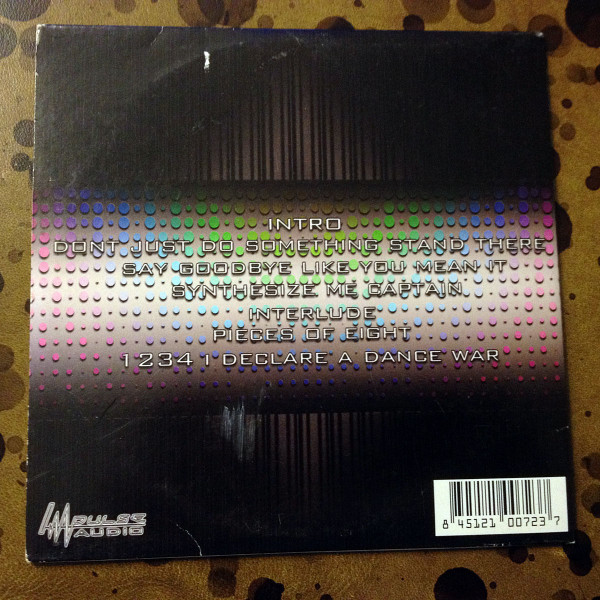 INTRO
DONT JUST DO SOMETHING STAND THERE
SAY GOODBYE LIKE YOU MEAN IT
SYNTHESIZE ME CAPTAIN
INTERLUDE
PIECES OF EIGHT
1 2 3 4 I DECLARE A DANCE WAR
PULSE
AUDIO
8 45121 00723 7